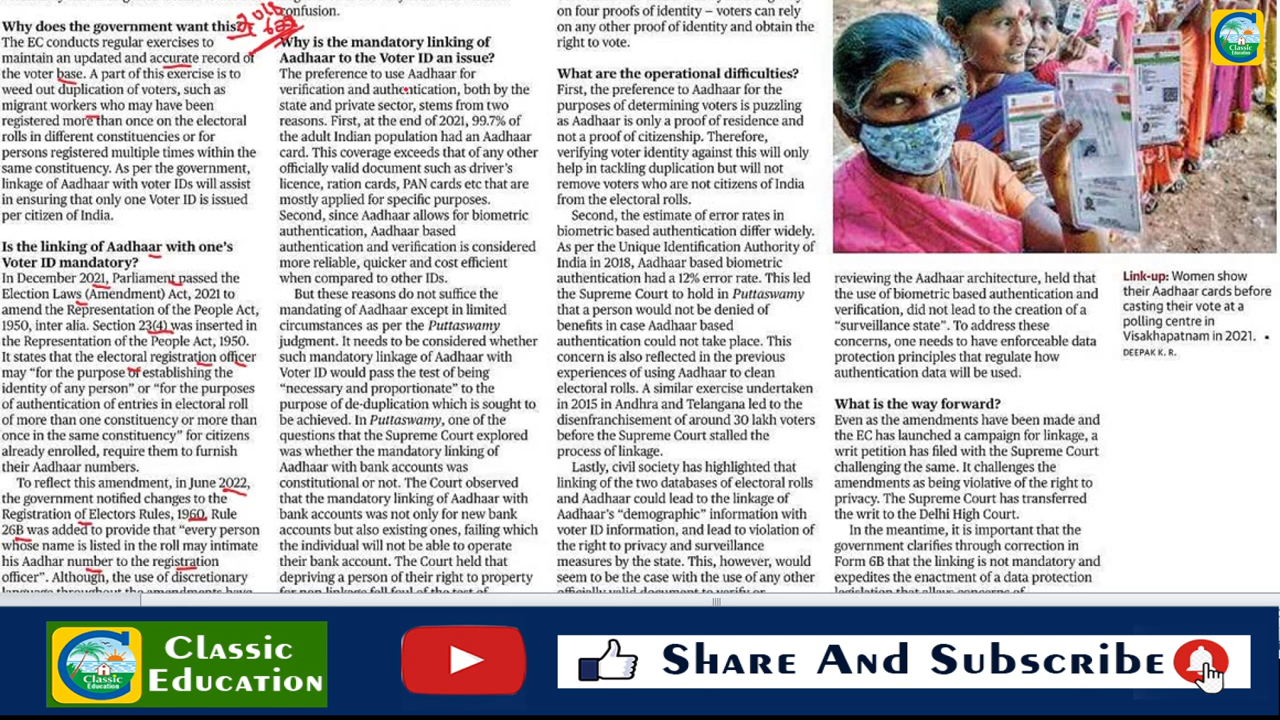 Why does the government want this?
The EC conducts regular exercises to
maintain an updated and accurate record of
the voter base. A part of this exercise is to
weed out duplication of voters, such as
migrant workers who may have been
registered more than once on the electoral
rolls in different constituencies or for
persons registered multiple times within the
same constituency. As per the government,
linkage of Aadhaar with voter IDs will assist
in ensuring that only one Voter ID is issued
per citizen of India.
Is the linking of Aadhaar with one's
Voter ID mandatory?
In December 2021, Parliament passed the
Election Laws (Amendment) Act, 2021 to
amend the Representation of the People Act,
1950, inter alia. Section 23(4) was inserted in
the Representation of the People Act, 1950.
It states that the electoral registration officer
may "for the purpose of establishing the
identity of any person" or "for the purposes
of authentication of entries in electoral roll
of more than one constituency or more than
once in the same constituency" for citizens
already enrolled, require them to furnish
their Aadhaar numbers.
To reflect this amendment, in June 2022,
the government notified changes to the
Registration of Electors Rules, 1960. Rule
26B was added to provide that "every person
whose name is listed in the roll may intimate
his Aadhar number to the registration
officer". Although, the use of discretionary
language throughout the amendments have
confusion.
Why is the mandatory linking of
Aadhaar to the Voter ID an issue?
The preference to use Aadhaar for
verification and authentication, both by the
state and private sector, stems from two
reasons. First, at the end of 2021, 99.7% of
the adult Indian population had an Aadhaar
card. This coverage exceeds that of any other
officially valid document such as driver's
licence, ration cards, PAN cards etc that are
mostly applied for specific purposes.
Second, since Aadhaar allows for biometric
authentication, Aadhaar based
authentication and verification is considered
more reliable, quicker and cost efficient
when compared to other IDs.
But these reasons do not suffice the
mandating of Aadhaar except in limited
circumstances as per the Puttaswamy
judgment. It needs to be considered whether
such mandatory linkage of Aadhaar with
Voter ID would pass the test of being
"necessary and proportionate" to the
purpose of de-duplication which is sought to
be achieved. In Puttaswamy, one of the
questions that the Supreme Court explored
was whether the mandatory linking of
Aadhaar with bank accounts was
constitutional or not. The Court observed
that the mandatory linking of Aadhaar with
bank accounts was not only for new bank
accounts but also existing ones, failing which
the individual will not be able to operate
their bank account. The Court held that
depriving a person of their right to property
for non-linkage fell foul of the test of
on four proofs of identity – voters can rely
on any other proof of identity and obtain the
right to vote.
What are the operational difficulties?
First, the preference to Aadhaar for the
purposes of determining voters is puzzling
as Aadhaar is only a proof of residence and
not a proof of citizenship. Therefore,
verifying voter identity against this will only
help in tackling duplication but will not
remove voters who are not citizens of India
from the electoral rolls.
Second, the estimate of error rates in
biometric based authentication differ widely.
As per the Unique Identification Authority of
India in 2018, Aadhaar based biometric
authentication had a 12% error rate. This led
the Supreme Court to hold in Puttaswamy
that a person would not be denied of
benefits in case Aadhaar based
authentication could not take place. This
concern is also reflected in the previous
experiences of using Aadhaar to clean
electoral rolls. A similar exercise undertaken
in 2015 in Andhra and Telangana led to the
disenfranchisement of around 30 lakh voters
before the Supreme Court stalled the
process of linkage.
Lastly, civil society has highlighted that
linking of the two databases of electoral rolls
and Aadhaar could lead to the linkage of
Aadhaar's "demographic" information with
voter ID information, and lead to violation of
the right to privacy and surveillance
measures by the state. This, however, would
seem to be the case with the use of any other
officially valid document to verify or
reviewing the Aadhaar architecture, held that
the use of biometric based authentication and
verification, did not lead to the creation of a
"surveillance state". To address these
concerns, one needs to have enforceable data
protection principles that regulate how
authentication data will be used.
What is the way forward?
Even as the amendments have been made and
the EC has launched a campaign for linkage, a
writ petition has filed with the Supreme Court
challenging the same. It challenges the
amendments as being violative of the right to
privacy. The Supreme Court has transferred
the writ to the Delhi High Court.
In the meantime, it is important that the
government clarifies through correction in
Form 6B that the linking is not mandatory and
expedites the enactment of a data protection
legislation that allays concerns of
Link-up: Women show
their Aadhaar cards before
casting their vote at a
polling centre in
Visakhapatnam in 2021. •
DEEPAK K. R.
Classic
Education
Classic
Education
Classic
Education
Share And Subscribe